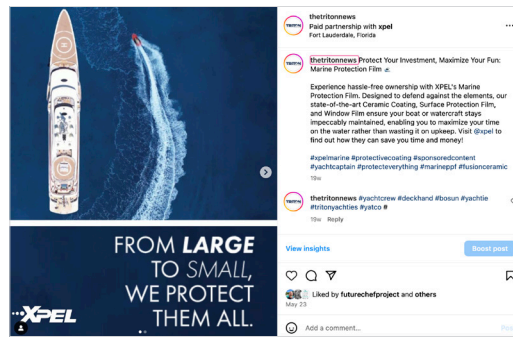 FROM LARGE
TO SMALL,
WE PROTECT
THEM ALL.
XPEL
TRITON
thetritonnews
Paid partnership with xpel
Fort Lauderdale, Florida
TRITON
thetritonnews Protect Your Investment, Maximize Your Fun:
Marine Protection Film
Experience hassle-free ownership with XPEL's Marine
Protection Film. Designed to defend against the elements, our
state-of-the-art Ceramic Coating, Surface Protection Film,
and Window Film ensure your boat or watercraft stays
impeccably maintained, enabling you to maximize your time
on the water rather than wasting it on upkeep. Visit @xpel to
find out how they can save you time and money!
#xpelmarine #protectivecoating #sponsoredcontent
#yachtcaptain #protecteverything #marineppf #fusionceramic
19w
TRITON
thetritonnews #yachtcrew #deckhand #bosun #yachtie
#tritonyachties #yatco #
19w Reply
View insights
Boost post
Liked by futurechefproject and others
May 23
Add a comment...
Post